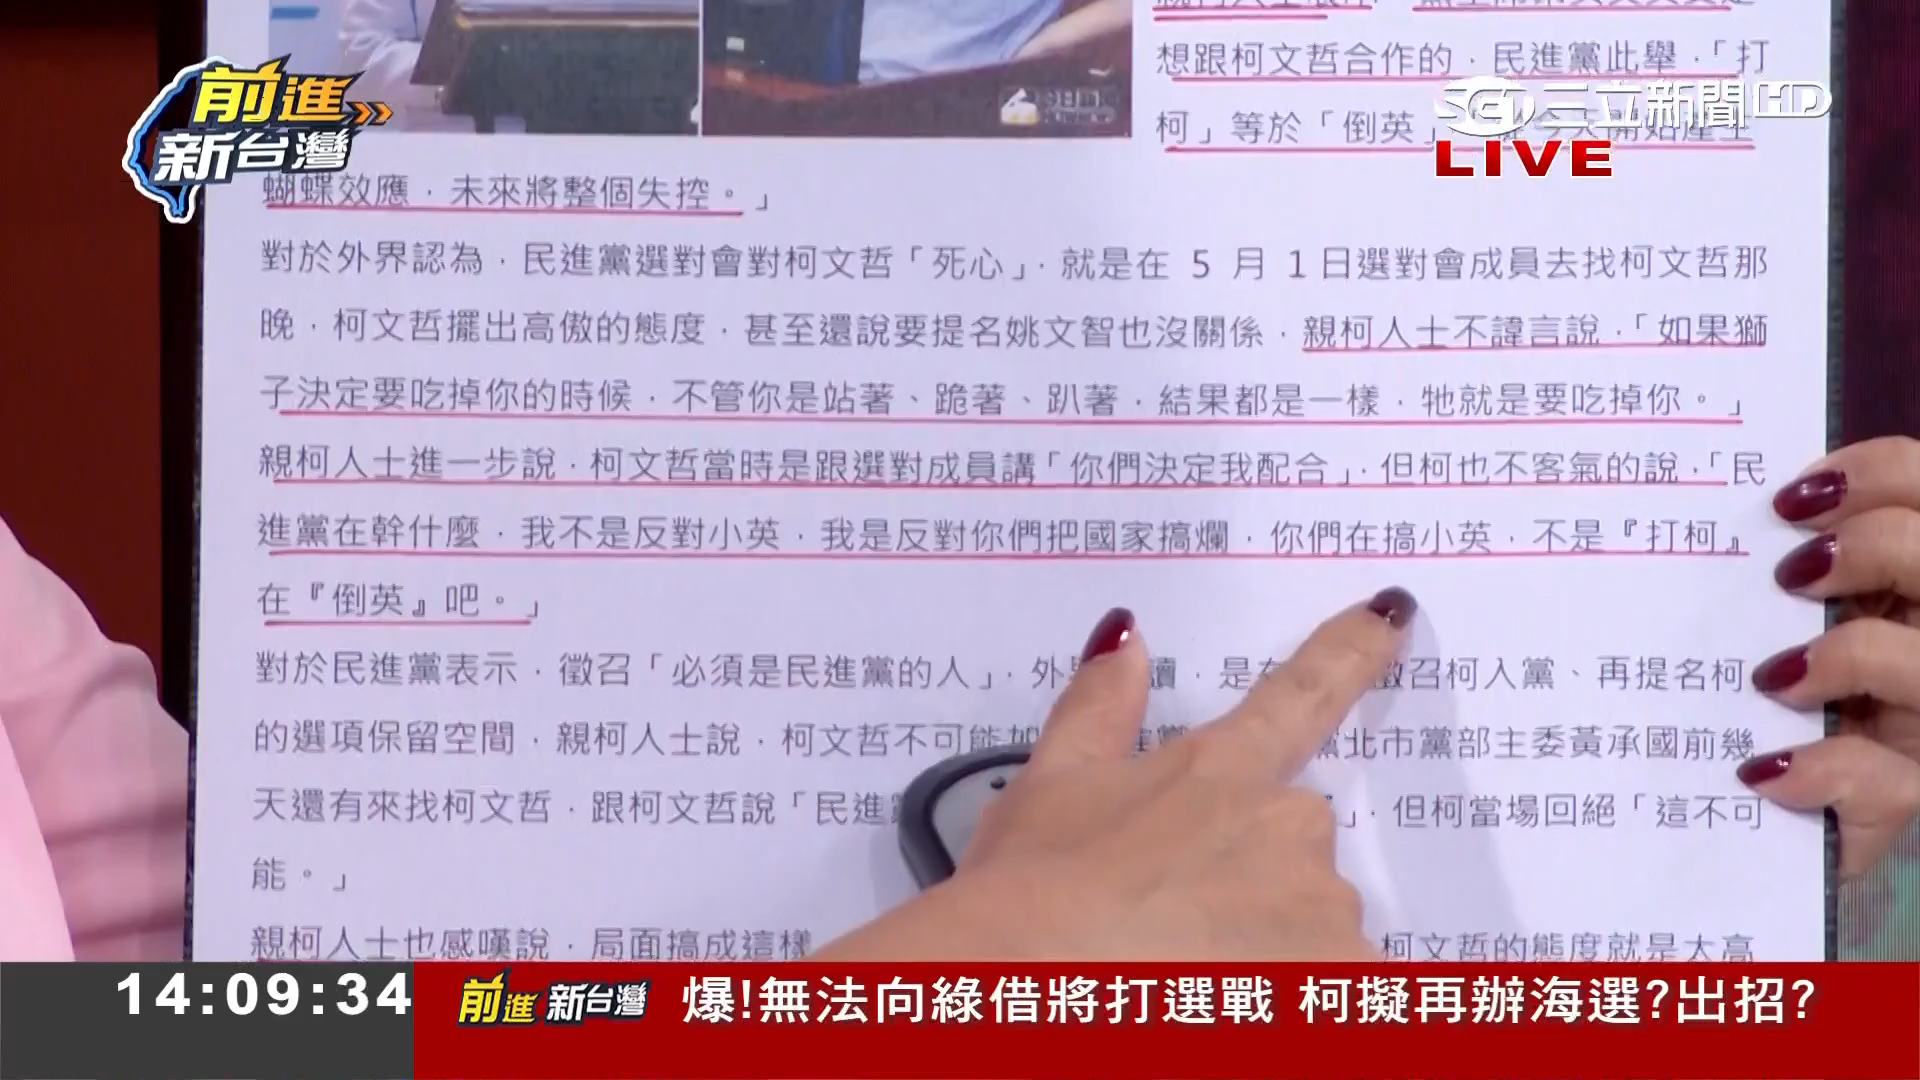 想跟柯文哲合作的，民進黨此舉，「打
柯」等於「倒英」
前進
新台灣
SET三立新聞HD
LIVE
蝴蝶效應，未來將整個失控。」
對於外界認為，民進黨選對會對柯文哲「死心」，就是在 5 月 1 日選對會成員去找柯文哲那
晚，柯文哲擺出高傲的態度，甚至還說要提名姚文智也沒關係，親柯人士不諱言說，「如果獅
子決定要吃掉你的時候，不管你是站著、跪著、趴著，結果都是一樣，牠就是要吃掉你。」
親柯人士進一步說，柯文哲當時是跟選對成員講「你們決定我配合」，但柯也不客氣的說，「民
進黨在幹什麼，我不是反對小英，我是反對你們把國家搞爛，你們在搞小英，不是『打柯』
在『倒英』吧。」
對於民進黨表示，徵召「必須是民進黨的人」，外 讀，是 徵召柯入黨、再提名柯
的選項保留空間，親柯人士說，柯文哲不可能加 黨北市黨部主委黃承國前幾
天還有來找柯文哲，跟柯文哲說「民進 」，但柯當場回絕「這不可
能。」
親柯人士也感嘆說，局面搞成這樣 柯文哲的態度就是太高
14:09:34
前進新台灣
爆!無法向綠借將打選戰 柯擬再辦海選?出招?